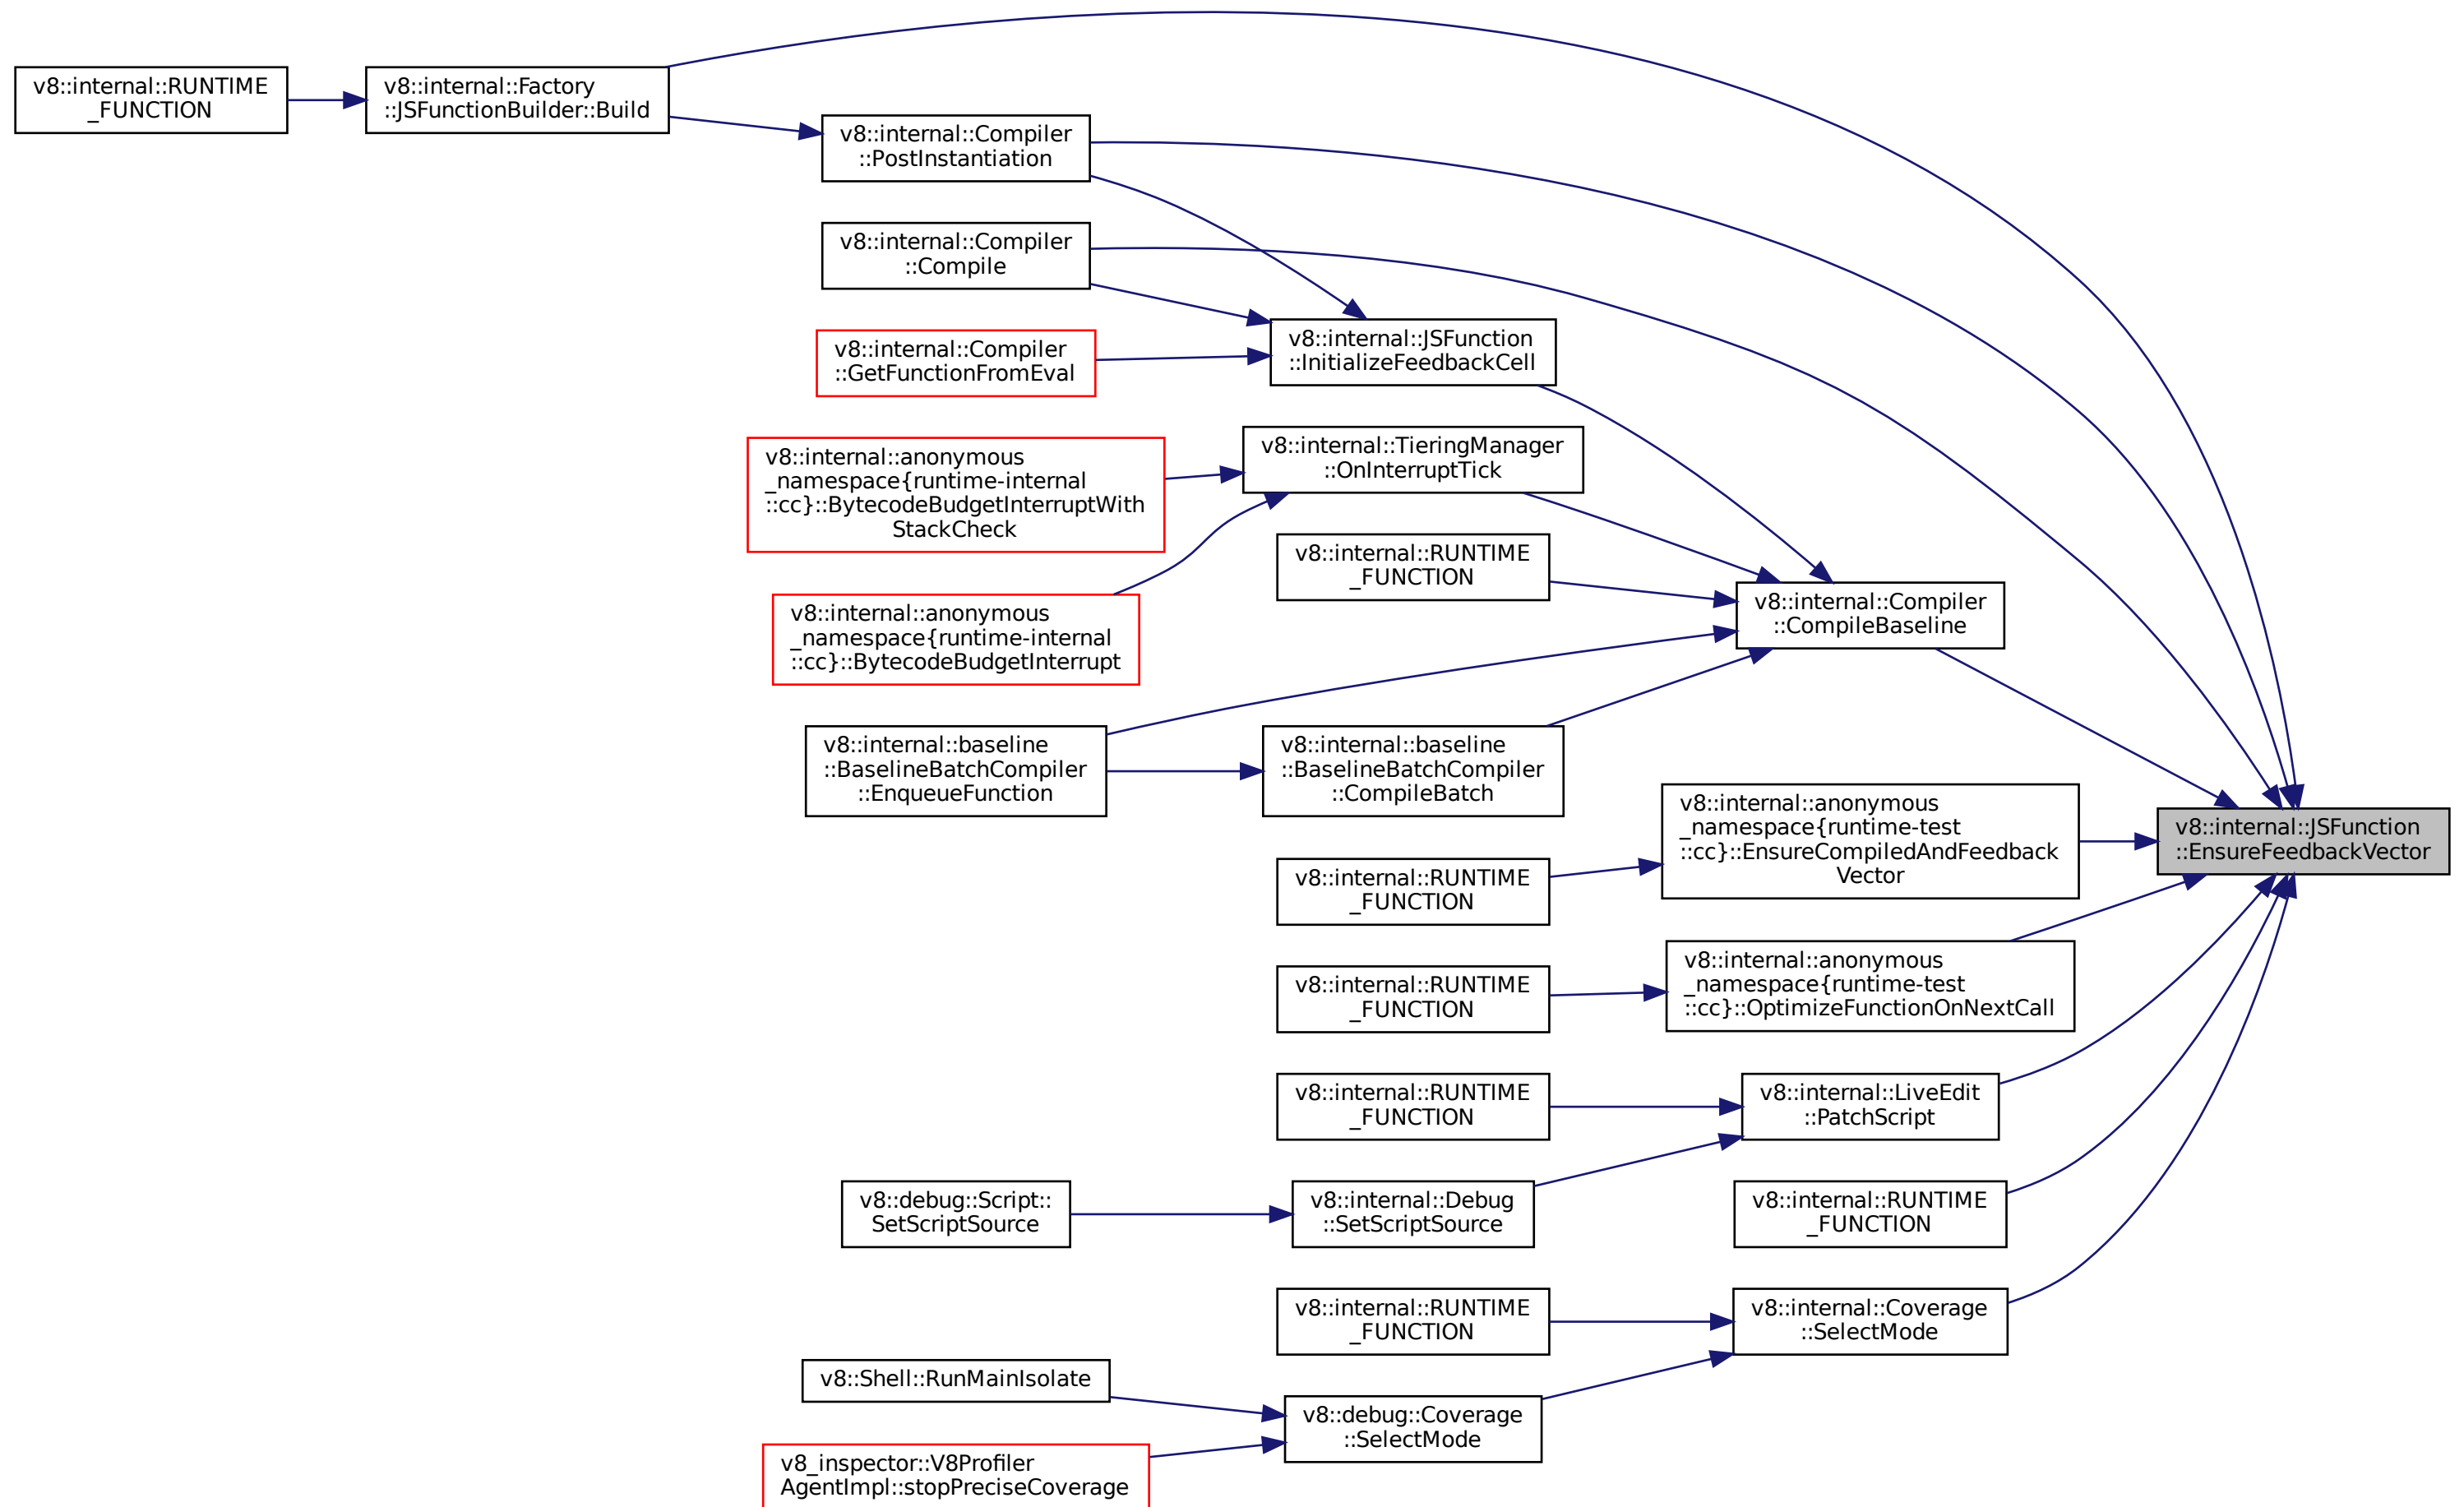 v8::internal::RUNTIME
_FUNCTION
v8::internal::Factory
::JSFunctionBuilder::Build
v8::internal::Compiler
::PostInstantiation
v8::internal::Compiler
::Compile
v8::internal::JSFunction
::InitializeFeedbackCell
v8::internal::Compiler
::GetFunctionFromEval
v8::internal::TieringManager
::OnInterruptTick
v8::internal::anonymous
_namespace{runtime-internal
::cc}::BytecodeBudgetInterruptWith
StackCheck
v8::internal::RUNTIME
_FUNCTION
v8::internal::Compiler
::CompileBaseline
v8::internal::anonymous
_namespace{runtime-internal
::cc}::BytecodeBudgetInterrupt
v8::internal::baseline
::BaselineBatchCompiler
::EnqueueFunction
v8::internal::baseline
::BaselineBatchCompiler
::CompileBatch
v8::internal::anonymous
_namespace{runtime-test
::cc}::EnsureCompiledAndFeedback
Vector
v8::internal::JSFunction
::EnsureFeedbackVector
v8::internal::RUNTIME
_FUNCTION
v8::internal::anonymous
_namespace{runtime-test
::cc}::OptimizeFunctionOnNextCall
v8::internal::RUNTIME
_FUNCTION
v8::internal::RUNTIME
_FUNCTION
v8::internal::LiveEdit
::PatchScript
v8::debug::Script::
SetScriptSource
v8::internal::Debug
::SetScriptSource
v8::internal::RUNTIME
_FUNCTION
v8::internal::RUNTIME
_FUNCTION
v8::internal::Coverage
::SelectMode
v8::Shell::RunMainIsolate
v8::debug::Coverage
::SelectMode
v8_inspector::V8Profiler
AgentImpl::stopPreciseCoverage